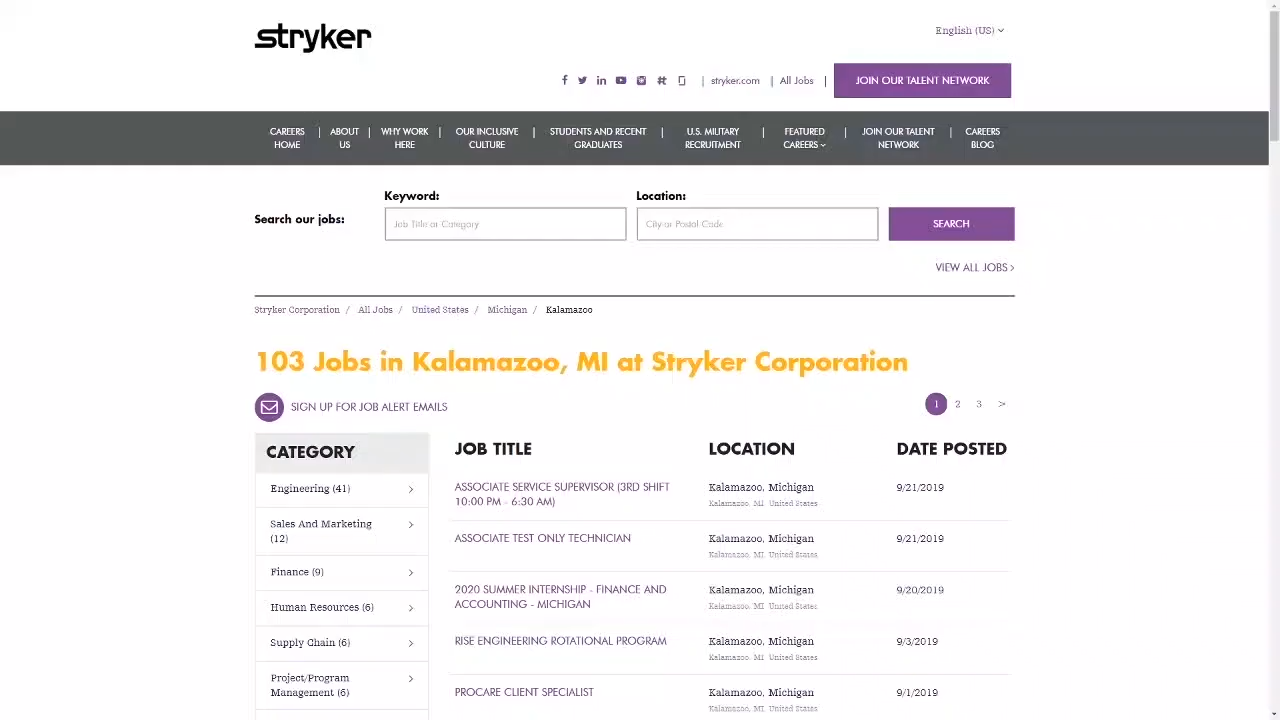 stryker
English (US)
| stryker.com | All Jobs |
JOIN OUR TALENT NETWORK
CAREERS HOME | ABOUT US | WHY WORK HERE | OUR INCLUSIVE CULTURE | STUDENTS AND RECENT GRADUATES | U.S. MILITARY RECRUITMENT | FEATURED CAREERS | JOIN OUR TALENT NETWORK | CAREERS BLOG
Keyword:
Location:
Search our jobs:
Job Title or Category
City or Postal Code
SEARCH
VIEW ALL JOBS >
Stryker Corporation / All Jobs / United States / Michigan / Kalamazoo
103 Jobs in Kalamazoo, MI at Stryker Corporation
SIGN UP FOR JOB ALERT EMAILS
1 2 3 >
CATEGORY
Engineering (41)
Sales And Marketing
(12)
Finance (9)
Human Resources (6)
Supply Chain (6)
Project/Program
Management (6)
JOB TITLE LOCATION DATE POSTED
ASSOCIATE SERVICE SUPERVISOR (3RD SHIFT
10:00 PM - 6:30 AM)
Kalamazoo, Michigan
Kalamazoo, MI United States
9/21/2019
ASSOCIATE TEST ONLY TECHNICIAN
Kalamazoo, Michigan
Kalamazoo, MI United States
9/21/2019
2020 SUMMER INTERNSHIP - FINANCE AND
ACCOUNTING - MICHIGAN
Kalamazoo, Michigan
Kalamazoo, MI United States
9/20/2019
RISE ENGINEERING ROTATIONAL PROGRAM
Kalamazoo, Michigan
Kalamazoo, MI United States
9/3/2019
PROCARE CLIENT SPECIALIST
Kalamazoo, Michigan
Kalamazoo, MI United States
9/1/2019